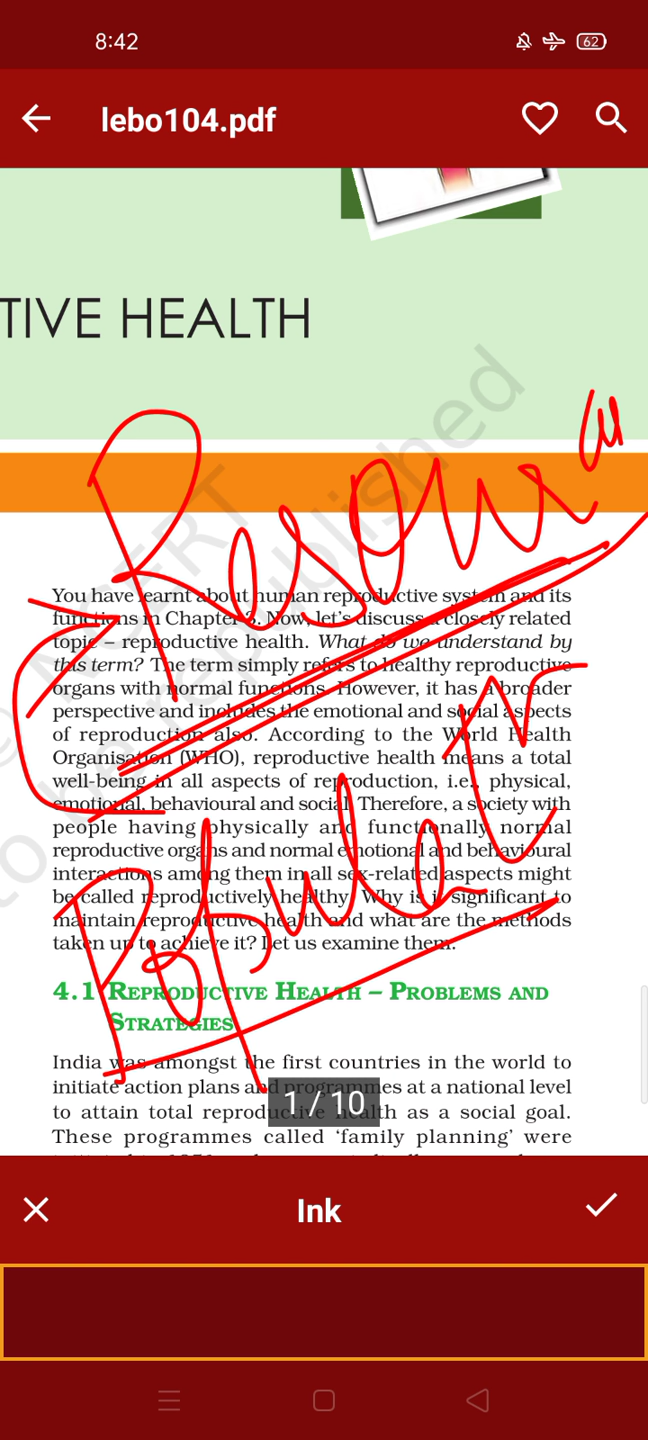 8:42
62
lebo104.pdf
TIVE HEALTH
© NCERT
to be republished
You have learnt about human reproductive system and its
functions in Chapter 3. Now, let's discuss a closely related
topic – reproductive health. What do we understand by
this term? The term simply refers to healthy reproductive
organs with normal functions. However, it has a broader
perspective and includes the emotional and social aspects
of reproduction also. According to the World Health
Organisation (WHO), reproductive health means a total
well-being in all aspects of reproduction, i.e., physical,
emotional, behavioural and social. Therefore, a society with
people having physically and functionally normal
reproductive organs and normal emotional and behavioural
interactions among them in all sex-related aspects might
be called reproductively healthy. Why is it significant to
maintain reproductive health and what are the methods
taken up to achieve it? Let us examine them.
4.1 REPRODUCTIVE HEALTH – PROBLEMS AND
STRATEGIES
India was amongst the first countries in the world to
initiate action plans and programmes at a national level
to attain total reproductive health as a social goal.
These programmes called 'family planning' were
1 / 10
Ink